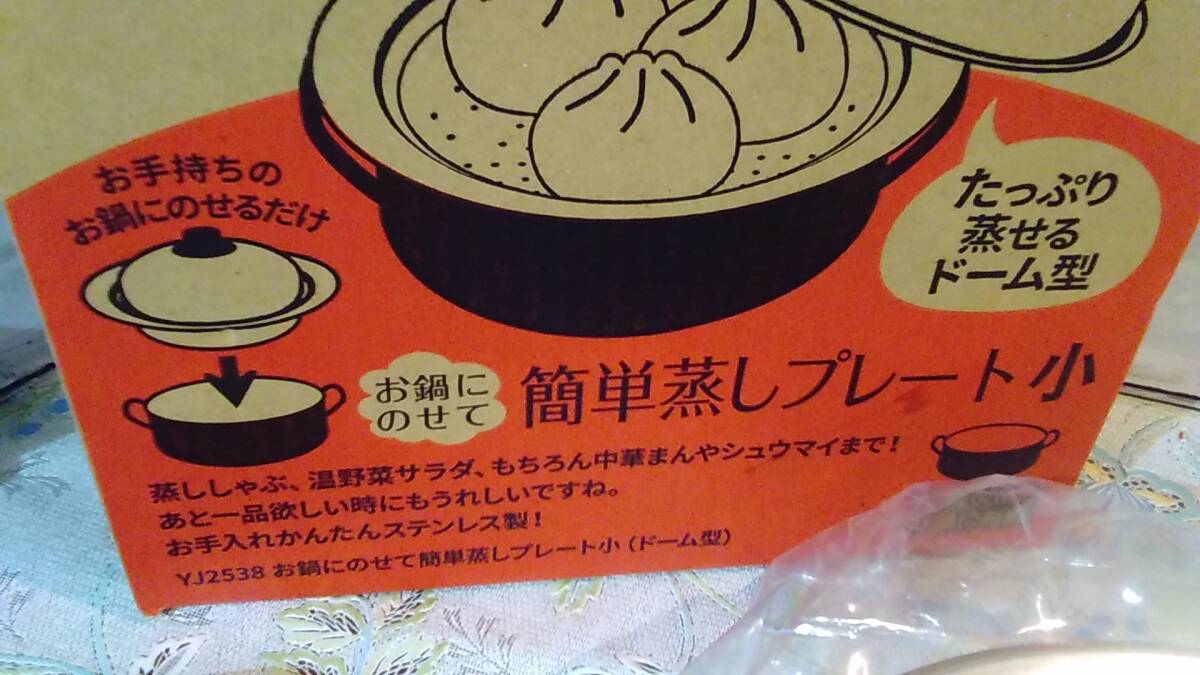 お手持ちの
お鍋にのせるだけ
たっぷり
蒸せる
ドーム型
お鍋に
のせて
簡単蒸しプレート小
蒸ししゃぶ、温野菜サラダ、もちろん中華まんやシュウマイまで!
あと一品欲しい時にもうれしいですね。
お手入れかんたんステンレス製!
YJ2538 お鍋にのせて簡単蒸しプレート小(ドーム型)